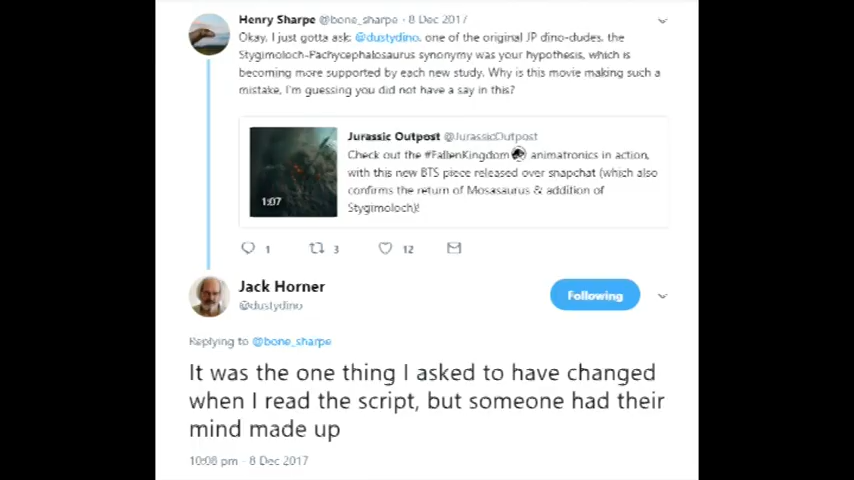 Henry Sharpe @bone_sharpe · 8 Dec 2017
Okay, I just gotta ask: @dustydino, one of the original JP dino-dudes, the
Stygimoloch-Pachycephalosaurus synonymy was your hypothesis, which is
becoming more supported by each new study. Why is this movie making such a
mistake, I'm guessing you did not have a say in this?
Jurassic Outpost @JurassicOutpost
Check out the #FallenKingdom animatronics in action,
with this new BTS piece released over snapchat (which also
confirms the return of Mosasaurus & addition of
Stygimoloch)!
1:07
1 3 12
Jack Horner
@dustydino
Following
Replying to @bone_sharpe
It was the one thing I asked to have changed
when I read the script, but someone had their
mind made up
10:08 pm · 8 Dec 2017